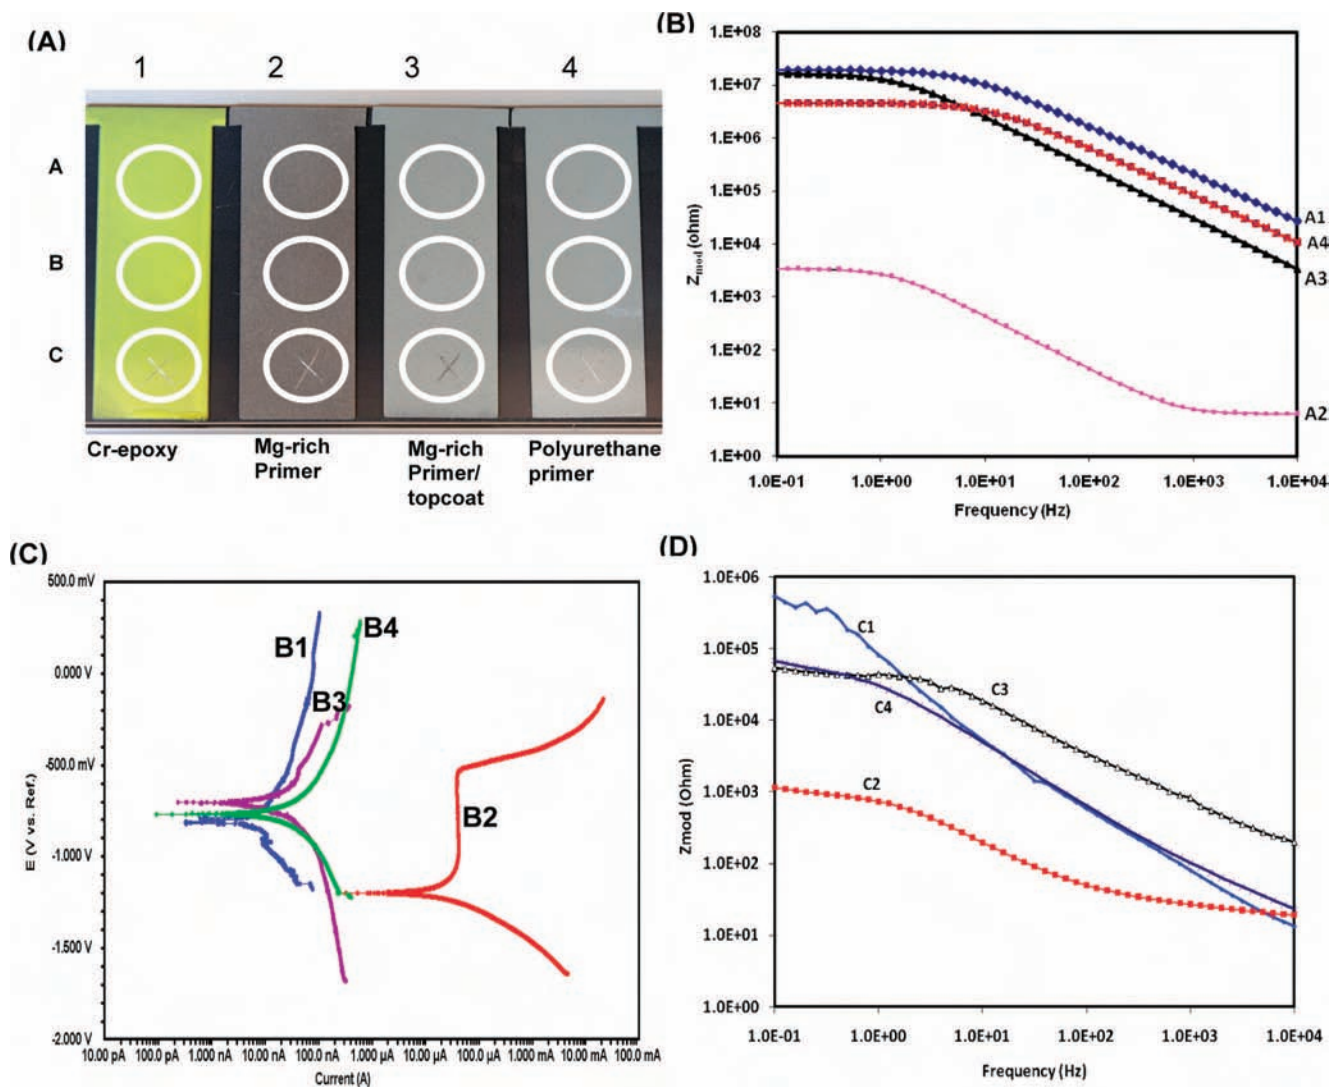 (A)
1 2 3 4
A
B
C
Cr-epoxy
Mg-rich
Primer
Mg-rich
Primer/
topcoat
Polyurethane
primer
(B)
1.E+08
1.E+07
1.E+06
1.E+05
1.E+04
1.E+03
1.E+02
1.E+01
1.E+00
Zmod (ohm)
A1
A4
A3
A2
1.0E-01 1.0E+00 1.0E+01 1.0E+02 1.0E+03 1.0E+04
Frequency (Hz)
(C)
500.0 mV
0.000 V
-500.0 mV
-1.000 V
-1.500 V
-2.000 V
E (V vs. Ref.)
B1
B4
B3
B2
10.00 pA 100.0 pA 1.000 nA 10.00 nA 100.0 nA 1.000 µA 10.00 µA 100.0 µA 1.000 mA 10.00 mA 100.0 mA
Current (A)
(D)
1.0E+06
1.0E+05
1.0E+04
1.0E+03
1.0E+02
1.0E+01
1.0E+00
Zmod (Ohm)
C1
C3
C4
C2
1.0E-01 1.0E+00 1.0E+01 1.0E+02 1.0E+03 1.0E+04
Frequency (Hz)